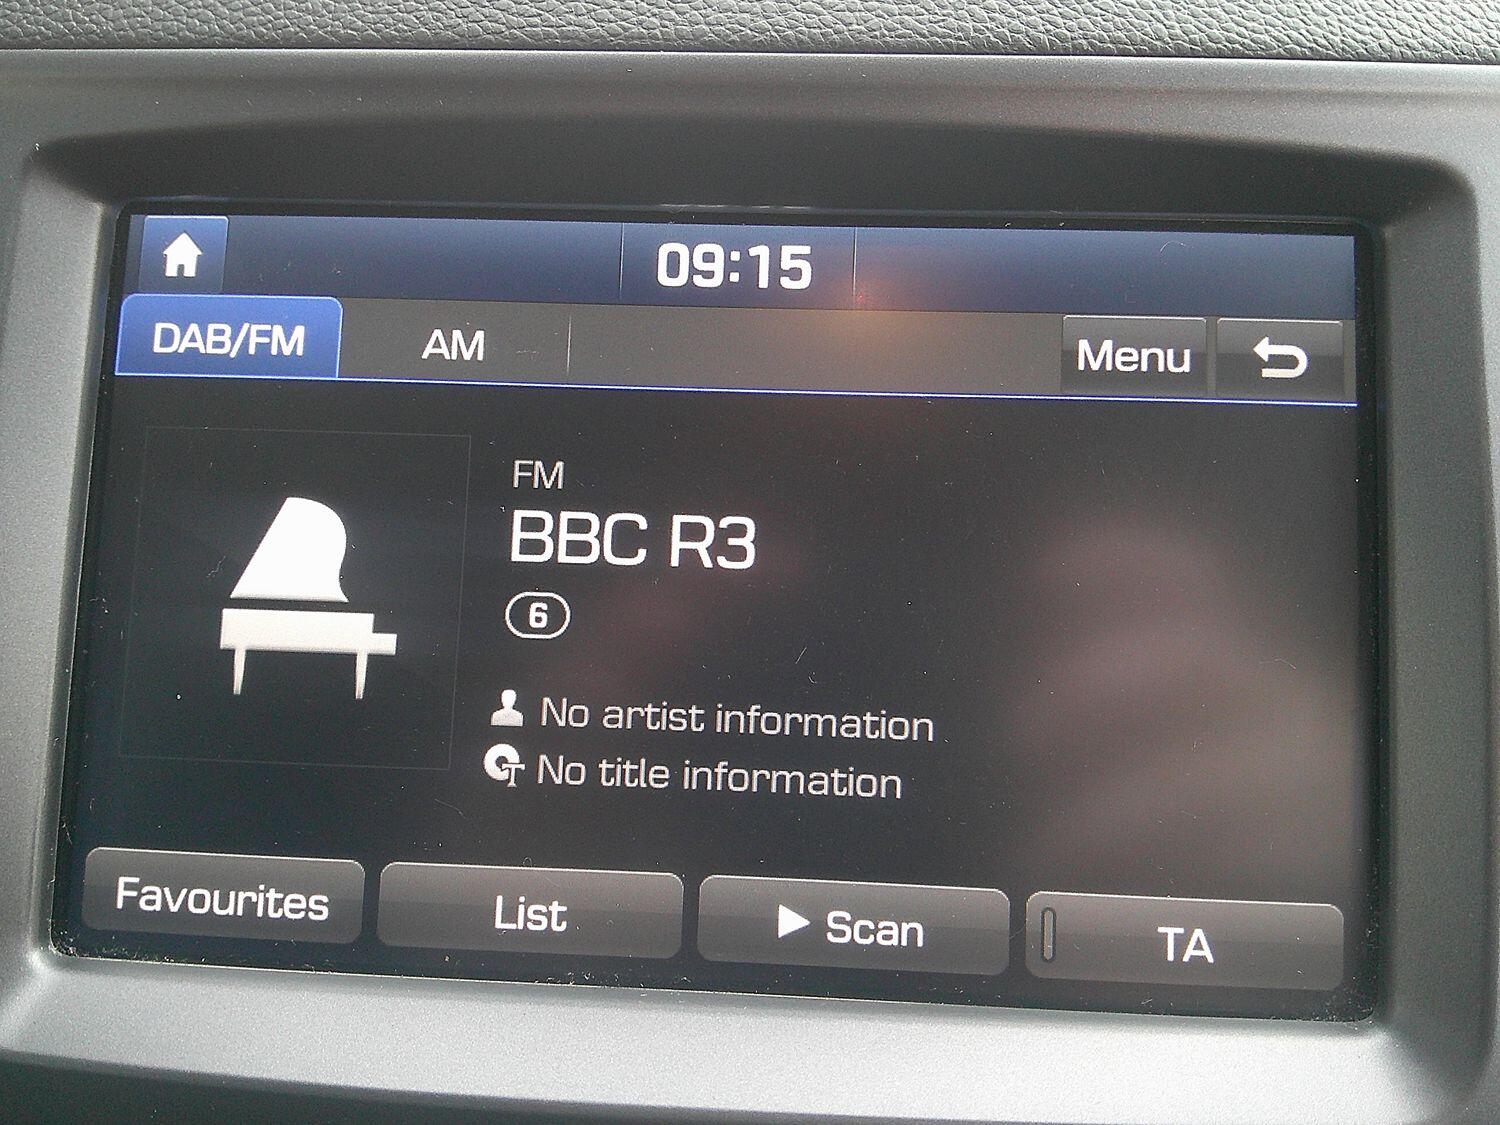 09:15
DAB/FM AM Menu
FM
BBC R3
6
No artist information
No title information
Favourites List Scan TA